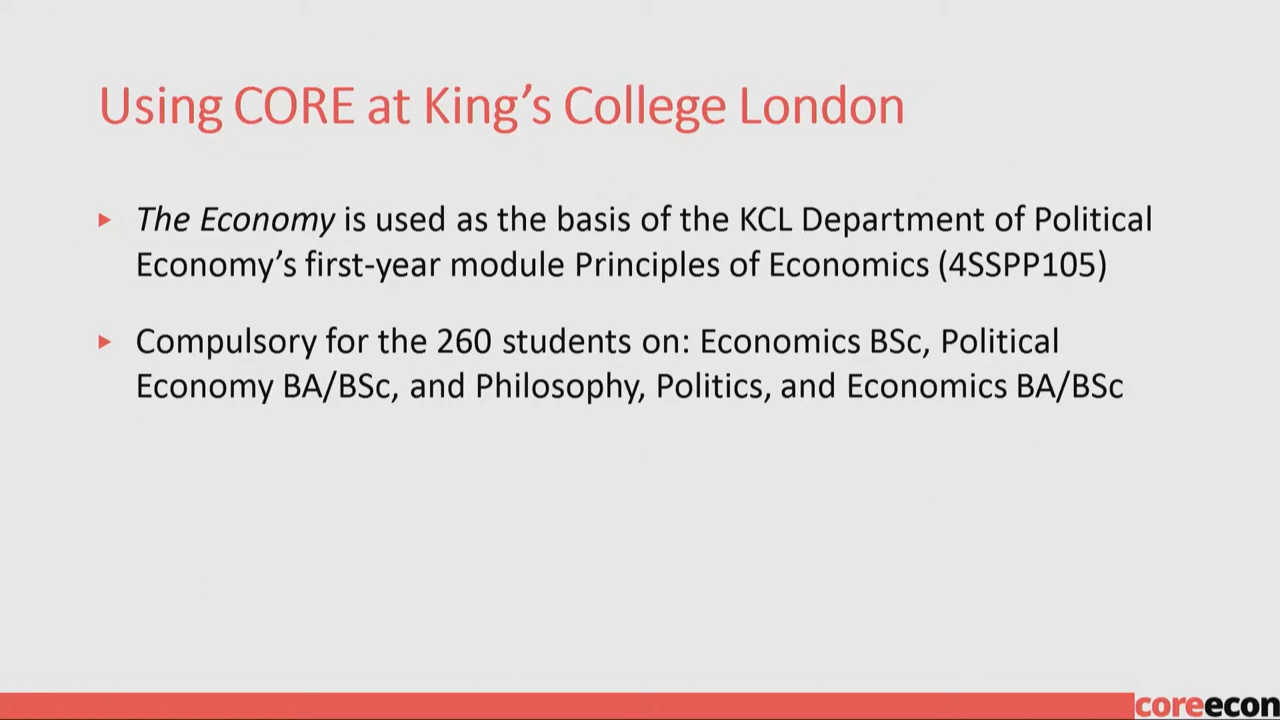 Using CORE at King’s College London
The Economy is used as the basis of the KCL Department of Political
Economy’s first-year module Principles of Economics (4SSPP105)
Compulsory for the 260 students on: Economics BSc, Political
Economy BA/BSc, and Philosophy, Politics, and Economics BA/BSc
coreecon